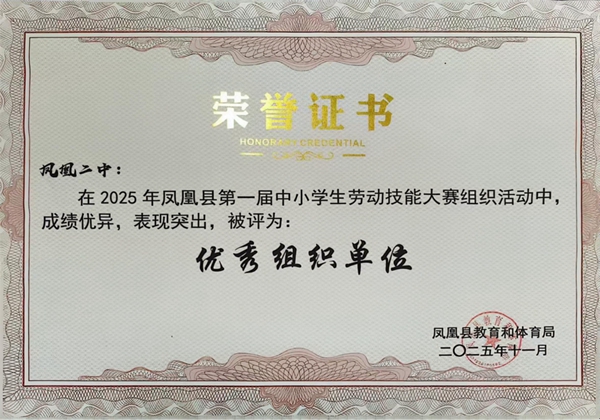 荣誉证书
HONORARY CREDENTIAL
凤凰二中：
在2025年凤凰县第一届中小学生劳动技能大赛组织活动中，
成绩优异，表现突出，被评为：
优秀组织单位
凤凰县教育和体育局
二〇二五年十一月